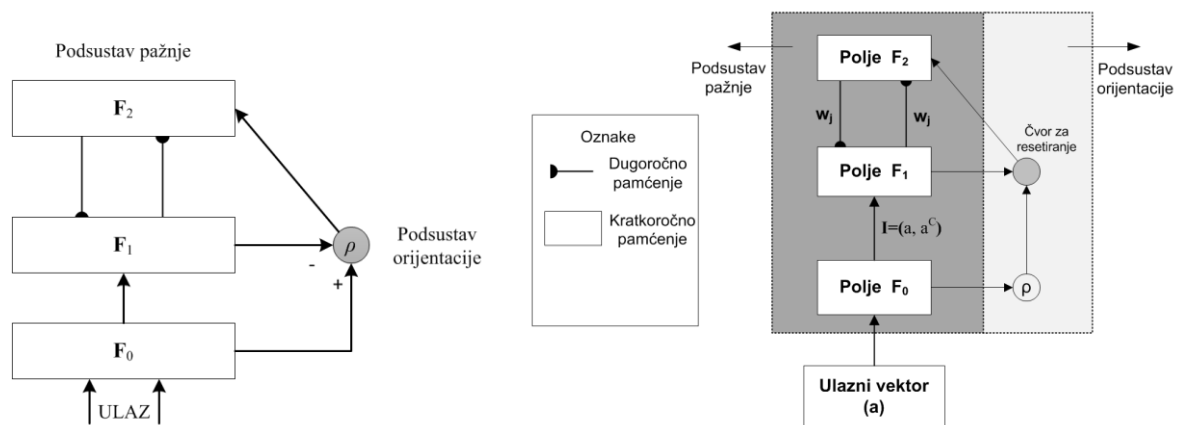 Podsustav pažnje
F₂
F₁
ρ
-
+
Podsustav
orijentacije
F₀
ULAZ
Oznake
Dugoročno
pamćenje
Kratkoročno
pamćenje
Podsustav
pažnje
Polje F₂
Podsustav
orijentacije
wⱼ
wⱼ
Čvor za
resetiranje
Polje F₁
I=(a, aᶜ)
Polje F₀
ρ
Ulazni vektor
(a)